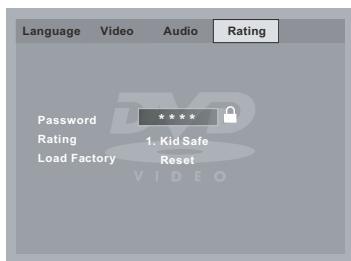 Language Video Audio Rating
Password ****
Rating 1. Kid Safe
Load Factory Reset
DVD
VIDEO